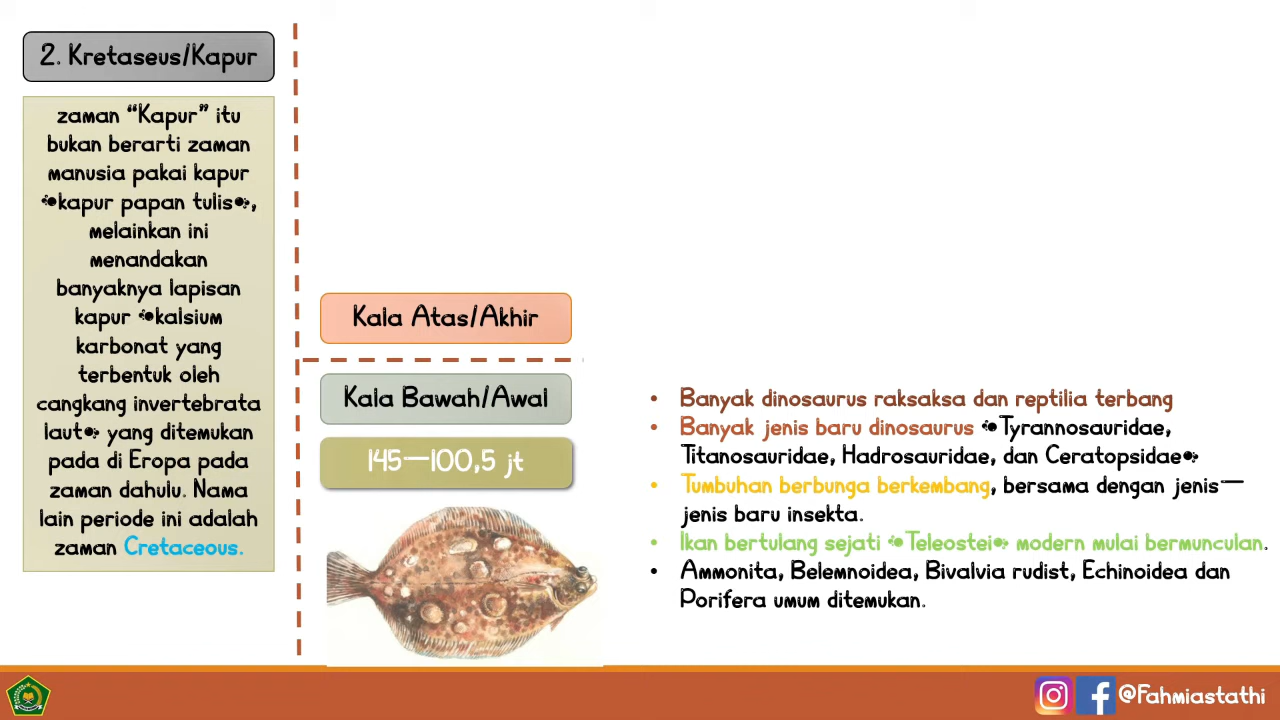 2. Kretaseus/Kapur
zaman “Kapur” itu
bukan berarti zaman
manusia pakai kapur
kapur papan tulis,
melainkan ini
menandakan
banyaknya lapisan
kapur kalsium
karbonat yang
terbentuk oleh
cangkang invertebrata
laut yang ditemukan
pada di Eropa pada
zaman dahulu. Nama
lain periode ini adalah
zaman Cretaceous.
Kala Atas/Akhir
Kala Bawah/Awal
145—100,5 jt
• Banyak dinosaurus raksaksa dan reptilia terbang
• Banyak jenis baru dinosaurus Tyrannosauridae,
Titanosauridae, Hadrosauridae, dan Ceratopsidae
• Tumbuhan berbunga berkembang, bersama dengan jenis—
jenis baru insekta.
• Ikan bertulang sejati Teleostei modern mulai bermunculan.
• Ammonita, Belemnoidea, Bivalvia rudist, Echinoidea dan
Porifera umum ditemukan.
@Fahmiastathi